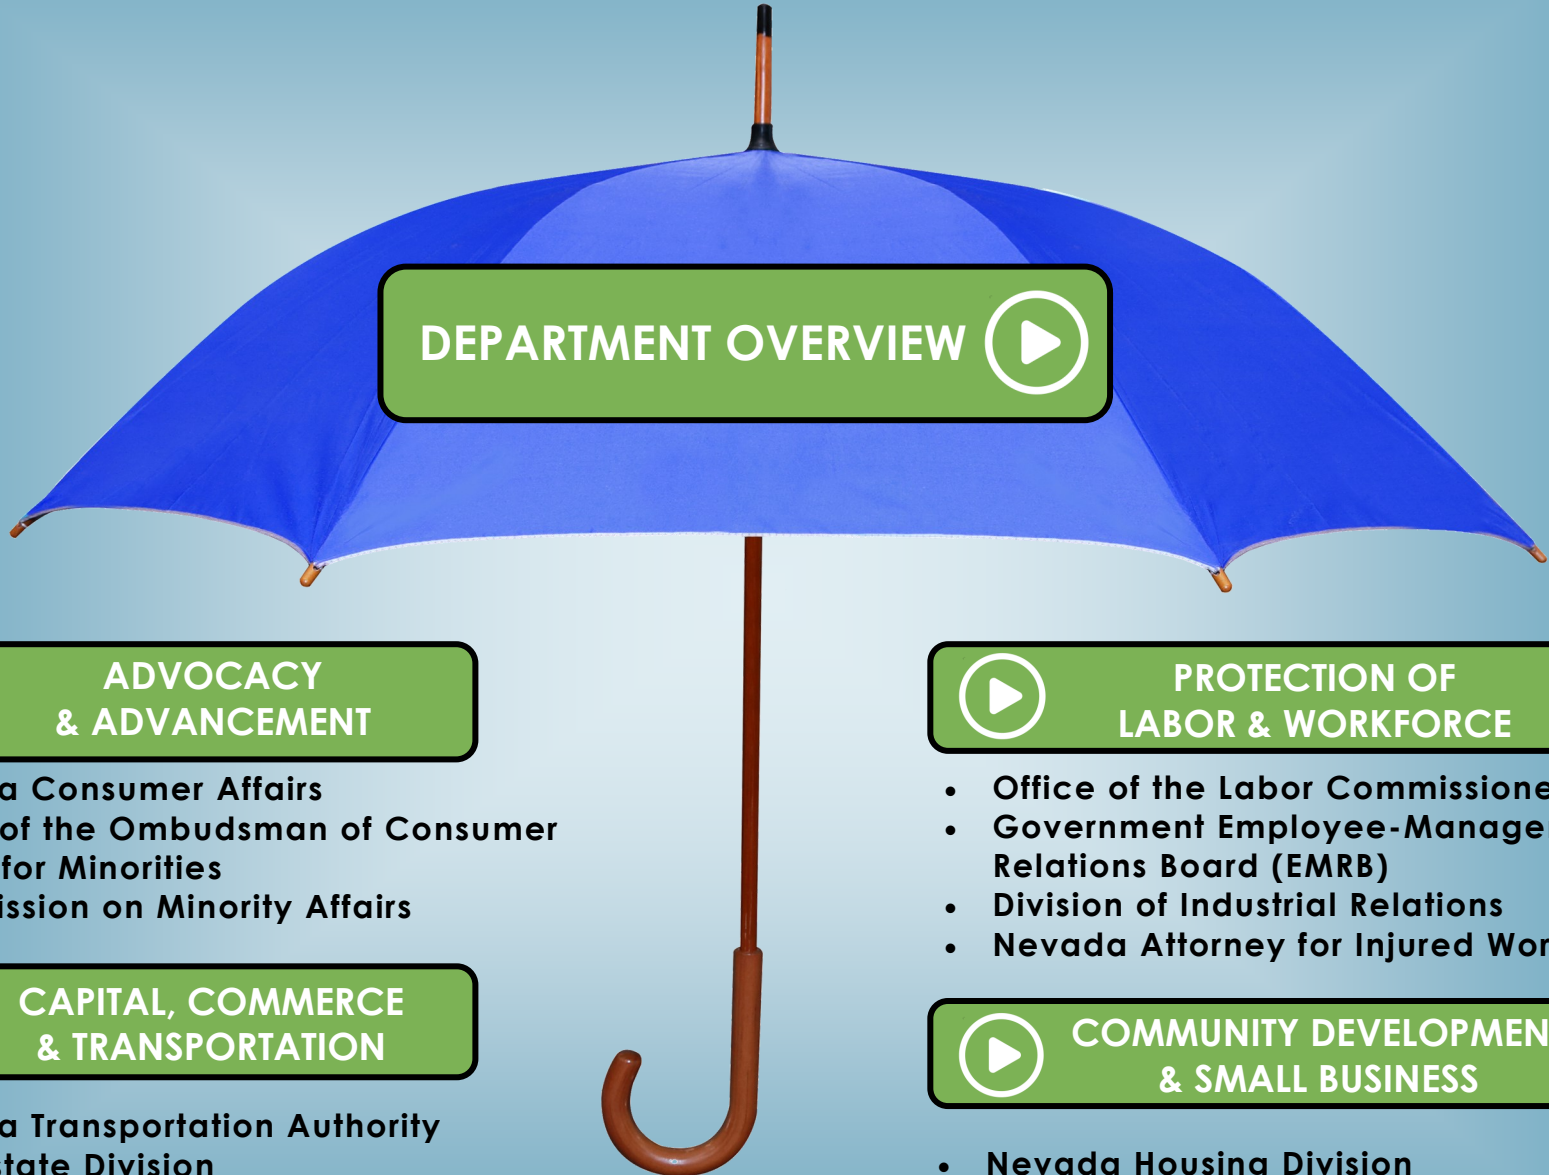 DEPARTMENT OVERVIEW
ADVOCACY
& ADVANCEMENT
a Consumer Affairs
of the Ombudsman of Consumer
for Minorities
ission on Minority Affairs
CAPITAL, COMMERCE
& TRANSPORTATION
a Transportation Authority
tate Division
PROTECTION OF
LABOR & WORKFORCE
• Office of the Labor Commissione
• Government Employee-Manage
Relations Board (EMRB)
• Division of Industrial Relations
• Nevada Attorney for Injured Wor
COMMUNITY DEVELOPMEN
& SMALL BUSINESS
• Nevada Housing Division